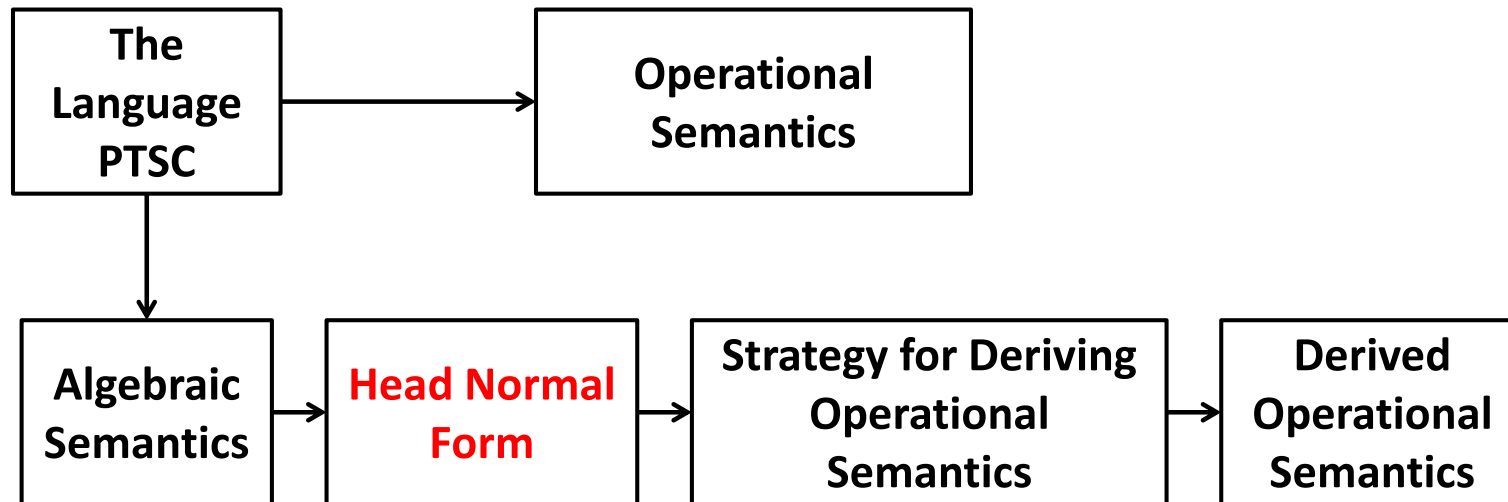 The
Language
PTSC
Operational
Semantics
Algebraic
Semantics
Head Normal
Form
Strategy for Deriving
Operational
Semantics
Derived
Operational
Semantics